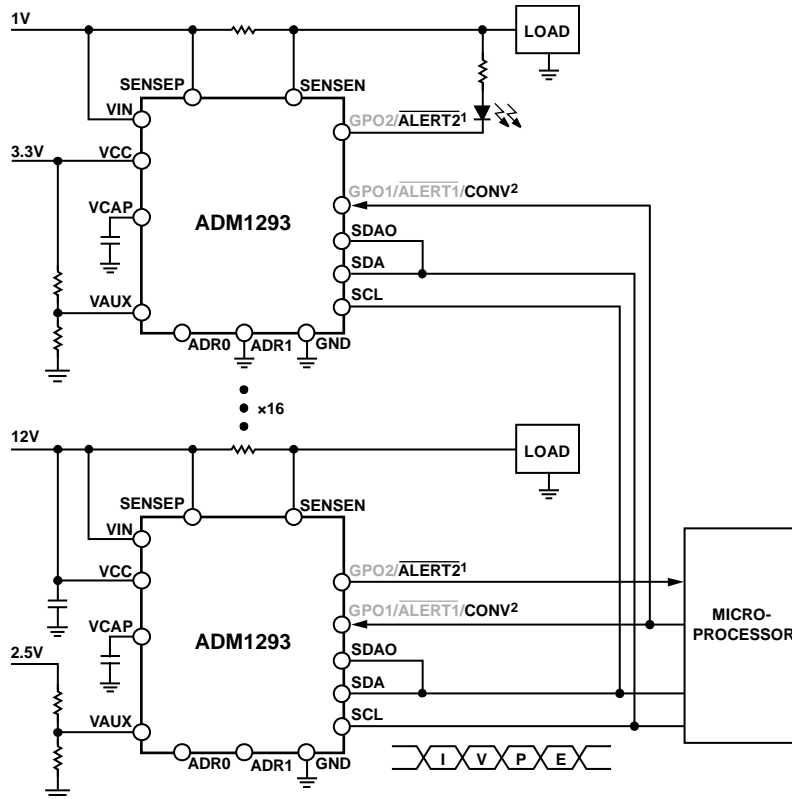 1V
LOAD
SENSEP
SENSEN
VIN
GPO2/ALERT2¹
3.3V
VCC
GPO1/ALERT1/CONV²
VCAP
ADM1293
SDAO
SDA
SCL
VAUX
ADR0
ADR1
GND
×16
12V
LOAD
SENSEP
SENSEN
VIN
GPO2/ALERT2¹
VCC
GPO1/ALERT1/CONV²
MICRO-
PROCESSOR
VCAP
ADM1293
SDAO
2.5V
SDA
SCL
VAUX
ADR0
ADR1
GND
I V P E